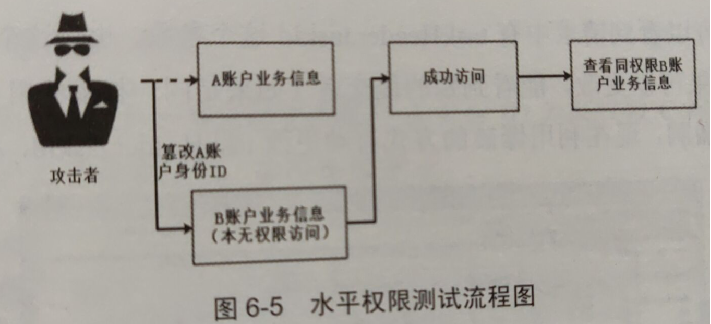 攻击者
A账户业务信息
篡改A账
户身份ID
B账户业务信息
(本无权限访问)
成功访问
查看同权限B账
户业务信息
图 6-5 水平权限测试流程图